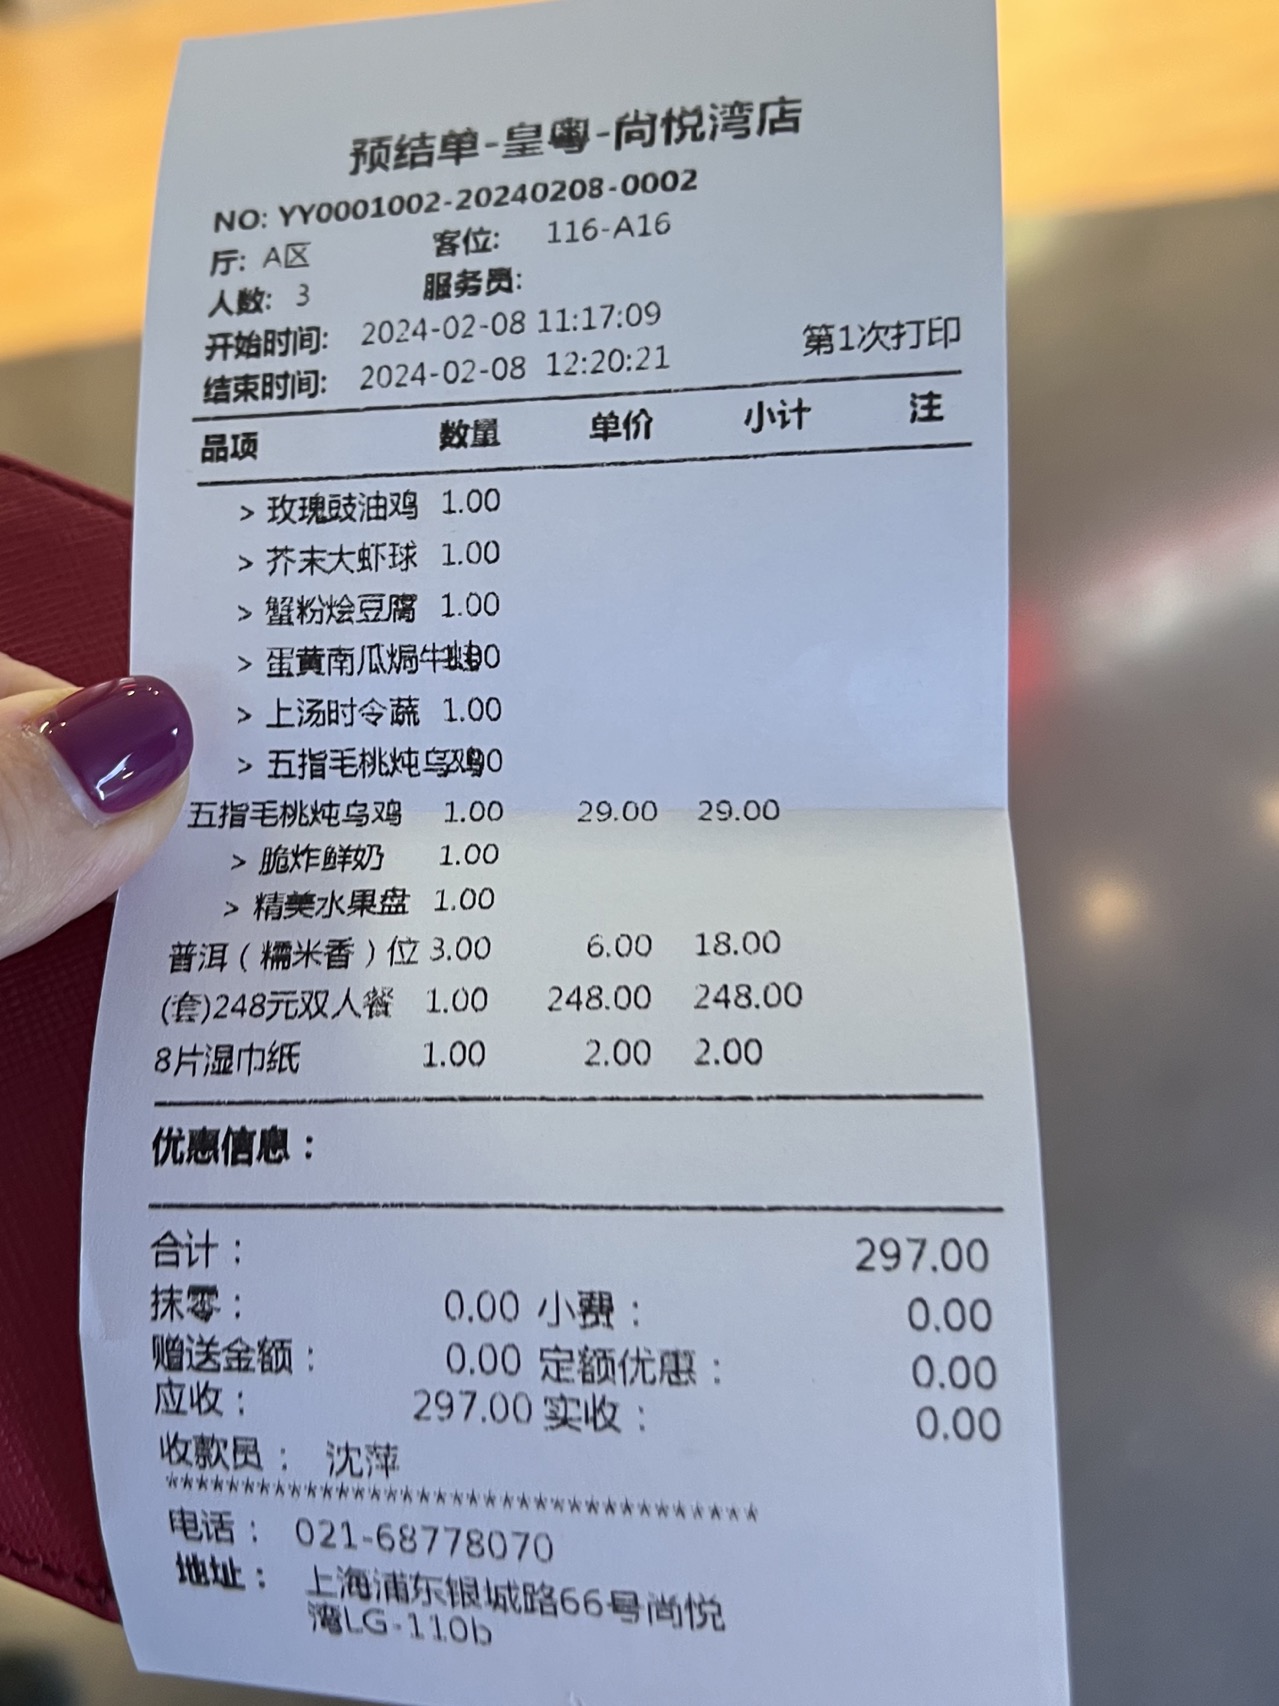 预结单-皇粤-尚悦湾店
NO: YY0001002-20240208-0002
厅: A区 客位: 116-A16
人数: 3 服务员:
开始时间: 2024-02-08 11:17:09
结束时间: 2024-02-08 12:20:21 第1次打印
品项 数量 单价 小计 注
> 玫瑰豉油鸡 1.00
> 芥末大虾球 1.00
> 蟹粉烩豆腐 1.00
> 蛋黄南瓜焗牛
> 上汤时令蔬 1.00
> 五指毛桃炖乌鸡
五指毛桃炖乌鸡 1.00 29.00 29.00
> 脆炸鲜奶 1.00
> 精美水果盘 1.00
普洱（糯米香）位 3.00 6.00 18.00
(套)248元双人餐 1.00 248.00 248.00
8片湿巾纸 1.00 2.00 2.00
优惠信息：
合计： 297.00
抹零： 0.00 小费： 0.00
赠送金额： 0.00 定额优惠： 0.00
应收： 297.00 实收： 0.00
收款员： 沈萍
****************************************
电话： 021-68778070
地址： 上海浦东银城路66号尚悦
湾LG-110b